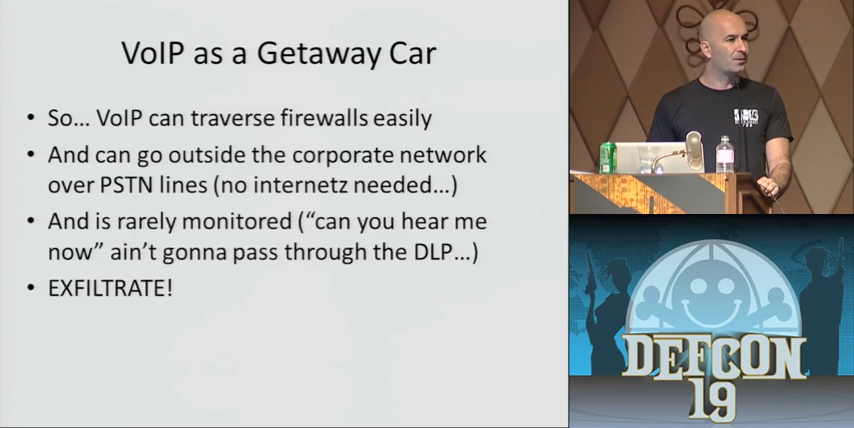 VoIP as a Getaway Car
• So... VoIP can traverse firewalls easily
• And can go outside the corporate network
over PSTN lines (no internetz needed...)
• And is rarely monitored (“can you hear me
now” ain’t gonna pass through the DLP...)
• EXFILTRATE!
DEFCON
19